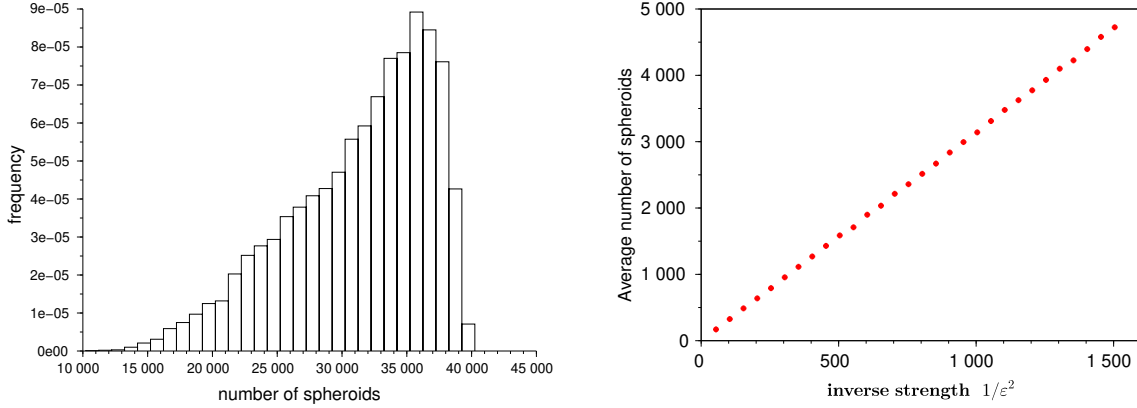 9e−05
8e−05
7e−05
6e−05
5e−05
4e−05
3e−05
2e−05
1e−05
0e00
frequency
10 000
15 000
20 000
25 000
30 000
35 000
40 000
45 000
number of spheroids
5 000
4 000
3 000
2 000
1 000
0
Average number of spheroids
0
500
1 000
1 500
inverse strength 1/ε²